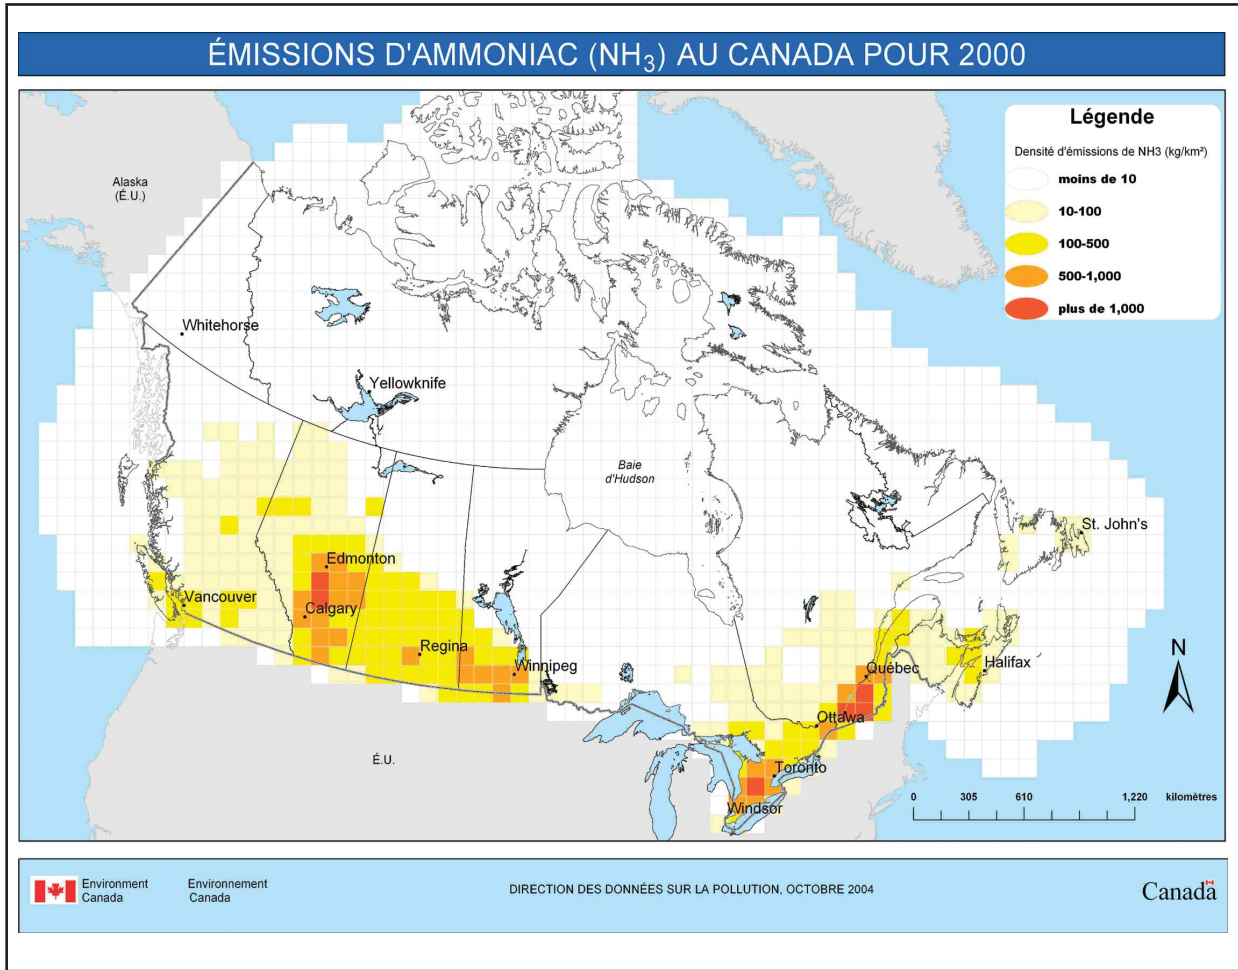 ÉMISSIONS D'AMMONIAC (NH₃) AU CANADA POUR 2000
Légende
Densité d'émissions de NH3 (kg/km²)
moins de 10
10-100
100-500
500-1,000
plus de 1,000
Alaska
(É.U.)
Whitehorse
Yellowknife
Baie
d'Hudson
St. John's
Edmonton
Vancouver
Calgary
Regina
Winnipeg
Québec
Halifax
Ottawa
Toronto
Windsor
É.U.
N
0 305 610 1,220 kilomètres
Environment
Canada
Environnement
Canada
DIRECTION DES DONNÉES SUR LA POLLUTION, OCTOBRE 2004
Canada